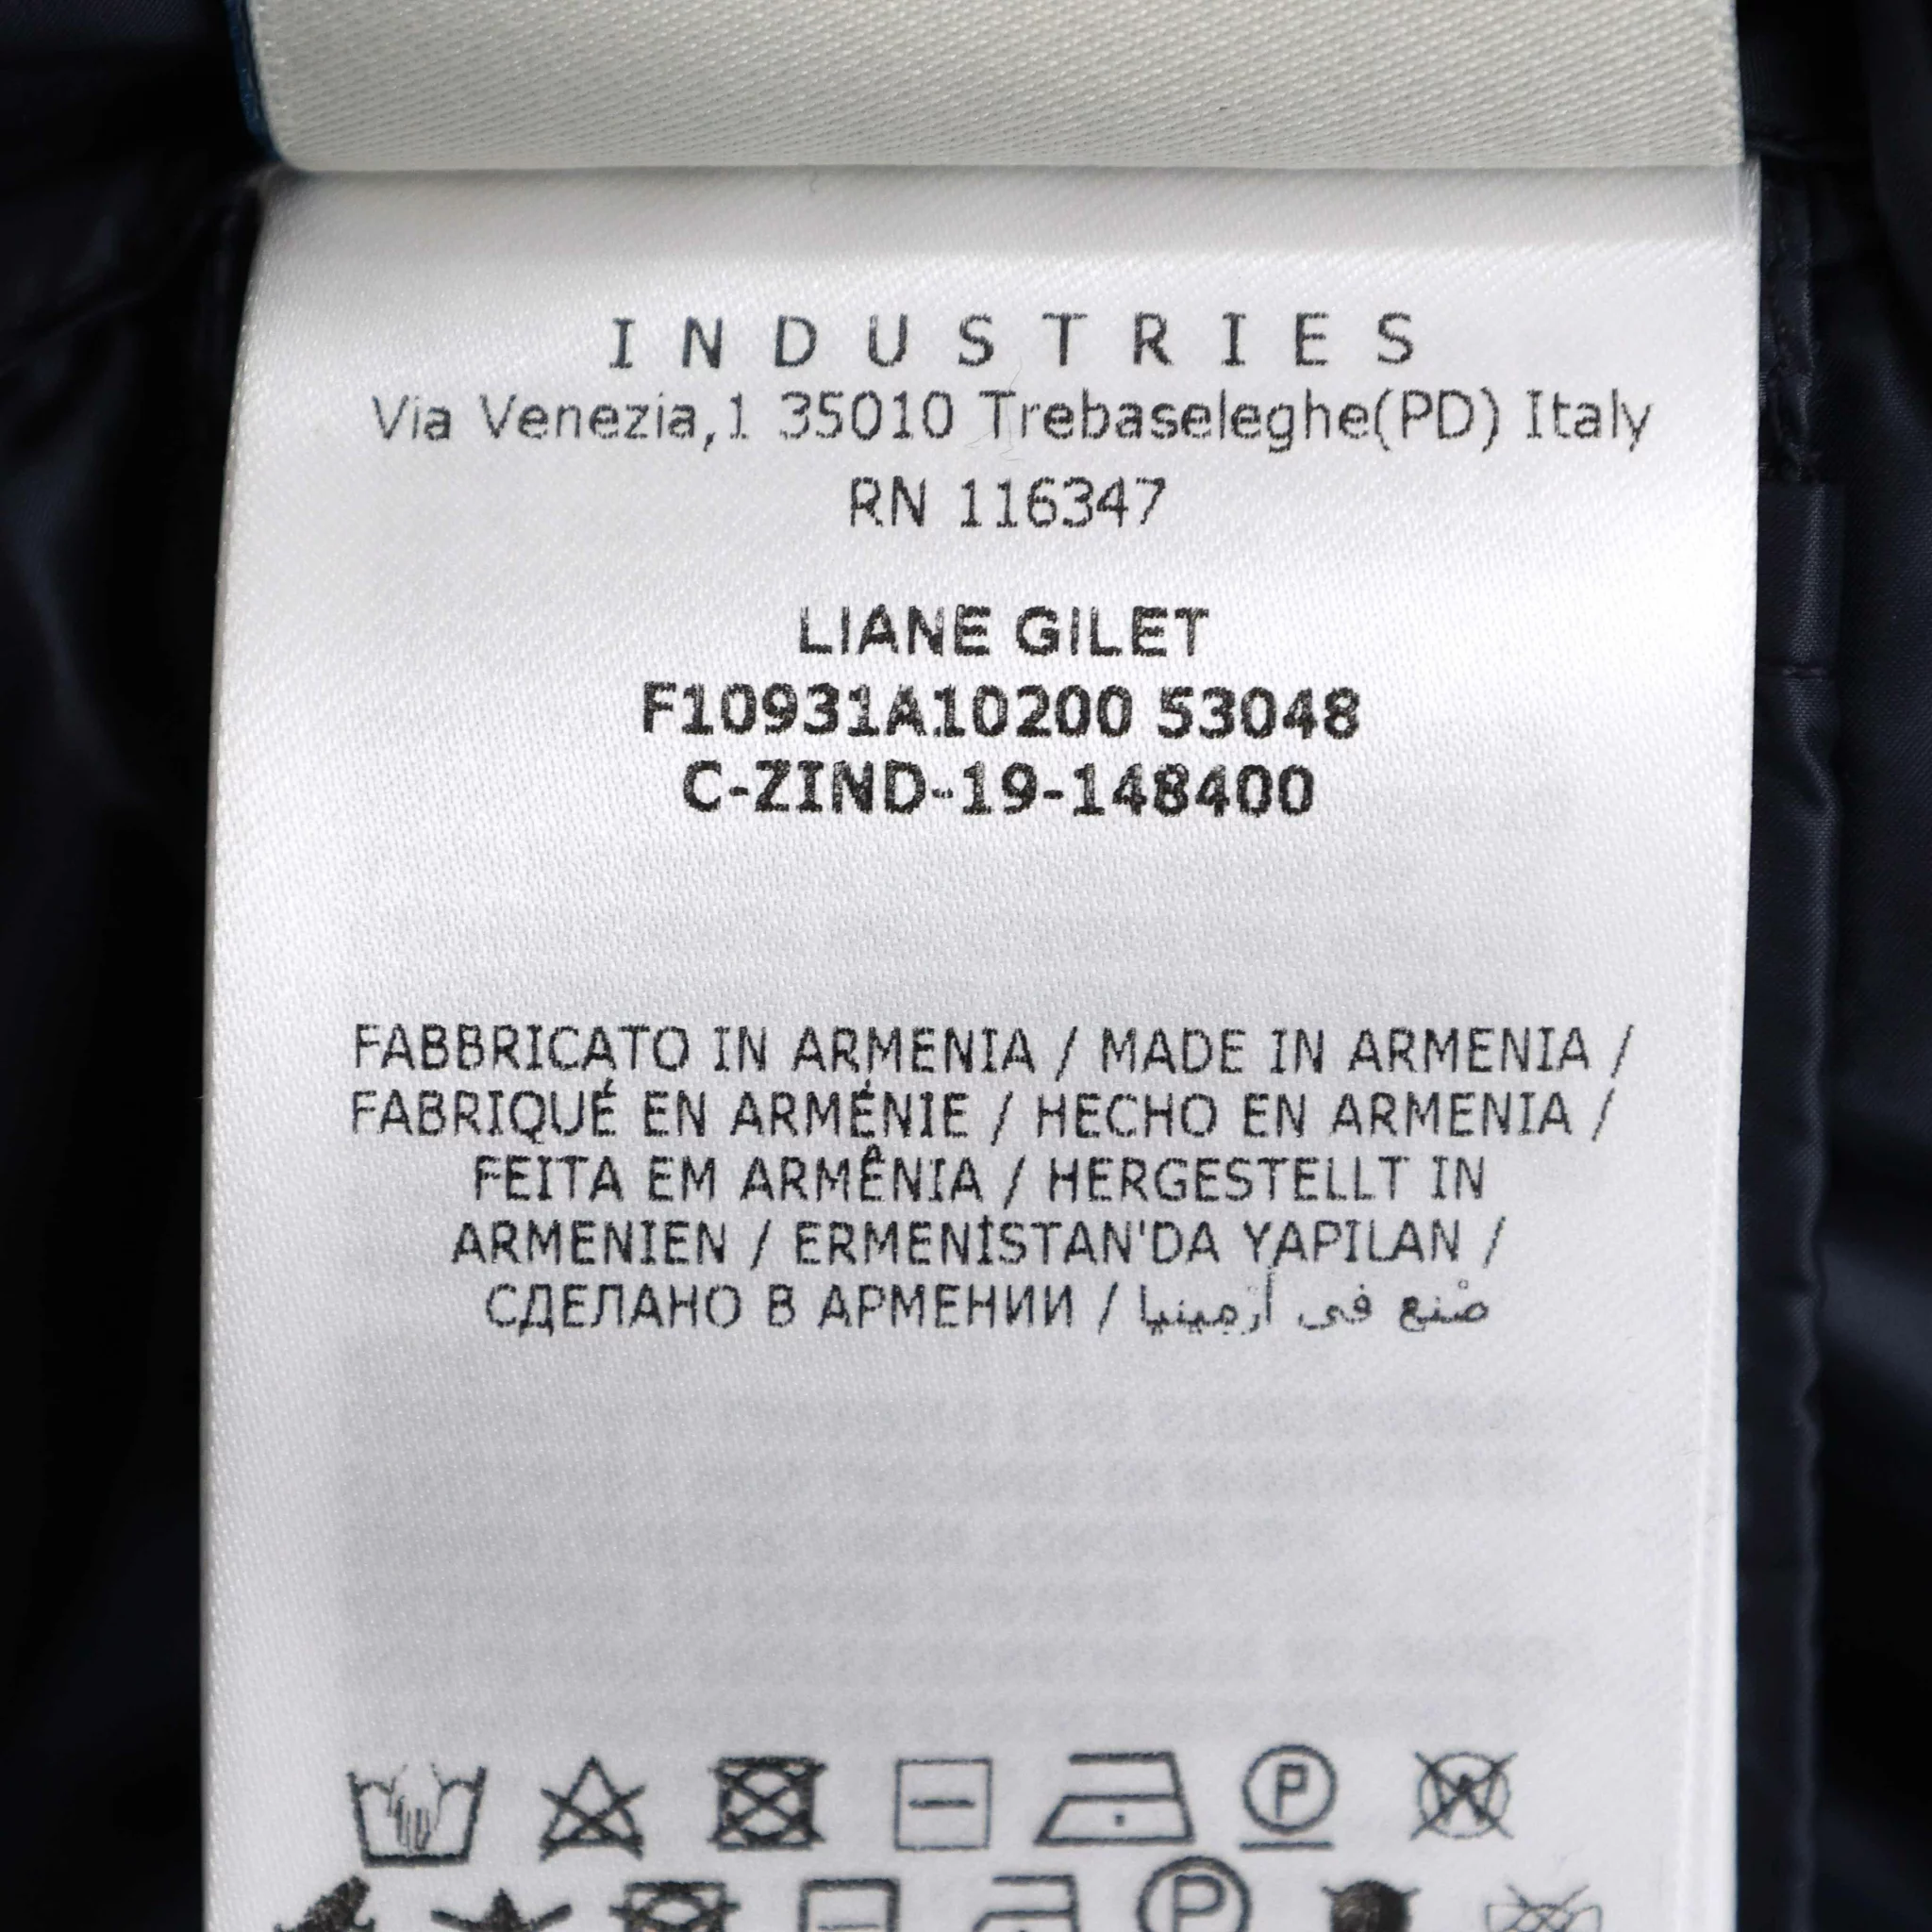 INDUSTRIES
Via Venezia,1 35010 Trebaseleghe(PD) Italy
RN 116347
LIANE GILET
F10931A10200 53048
C-ZIND-19-148400
FABBRICATO IN ARMENIA / MADE IN ARMENIA /
FABRIQUÉ EN ARMÉNIE / HECHO EN ARMENIA /
FEITA EM ARMÊNIA / HERGESTELLT IN
ARMENIEN / ERMENİSTAN'DA YAPILAN /
СДЕЛАНО В АРМЕНИИ / صْنع في أرمينيا
P W
P